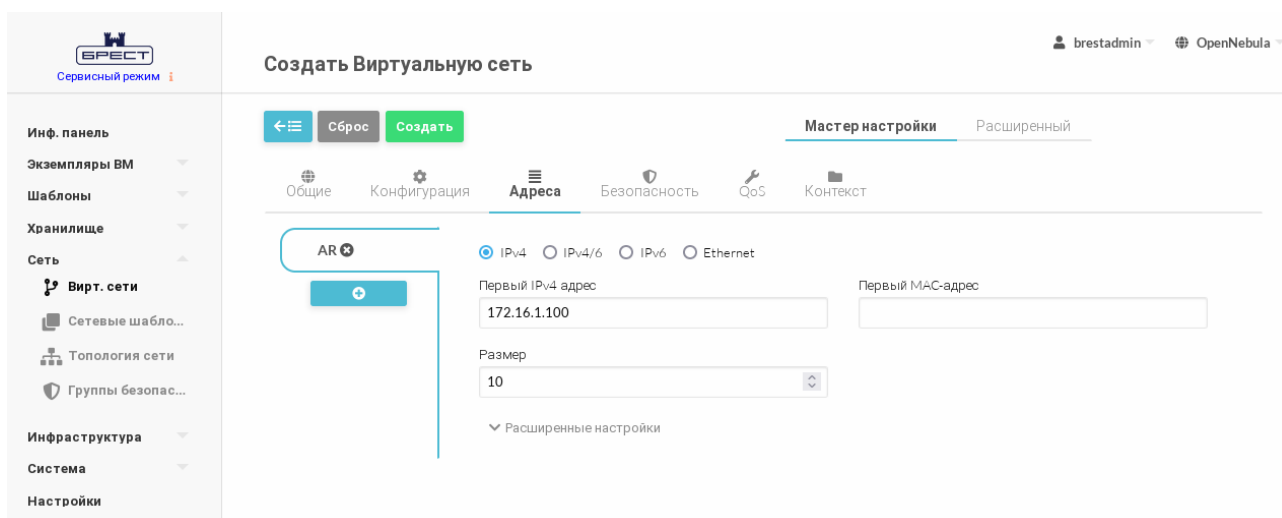 БРЕСТ
Сервисный режим i
brestadmin
OpenNebula
Создать Виртуальную сеть
Сброс
Создать
Мастер настройки
Расширенный
Инф. панель
Экземпляры ВМ
Шаблоны
Хранилище
Сеть
Вирт. сети
Сетевые шабло...
Топология сети
Группы безопас...
Инфраструктура
Система
Настройки
Общие
Конфигурация
Адреса
Безопасность
QoS
Контекст
AR
IPv4
IPv4/6
IPv6
Ethernet
Первый IPv4 адрес
Первый MAC-адрес
172.16.1.100
Размер
10
Расширенные настройки